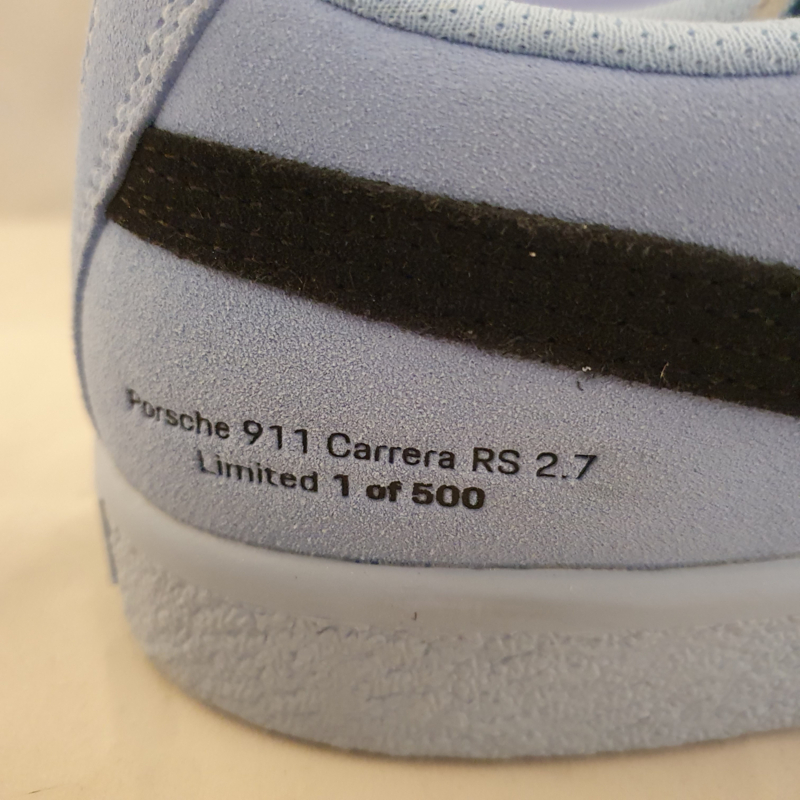 Porsche 911 Carrera RS 2.7
Limited 1 of 500